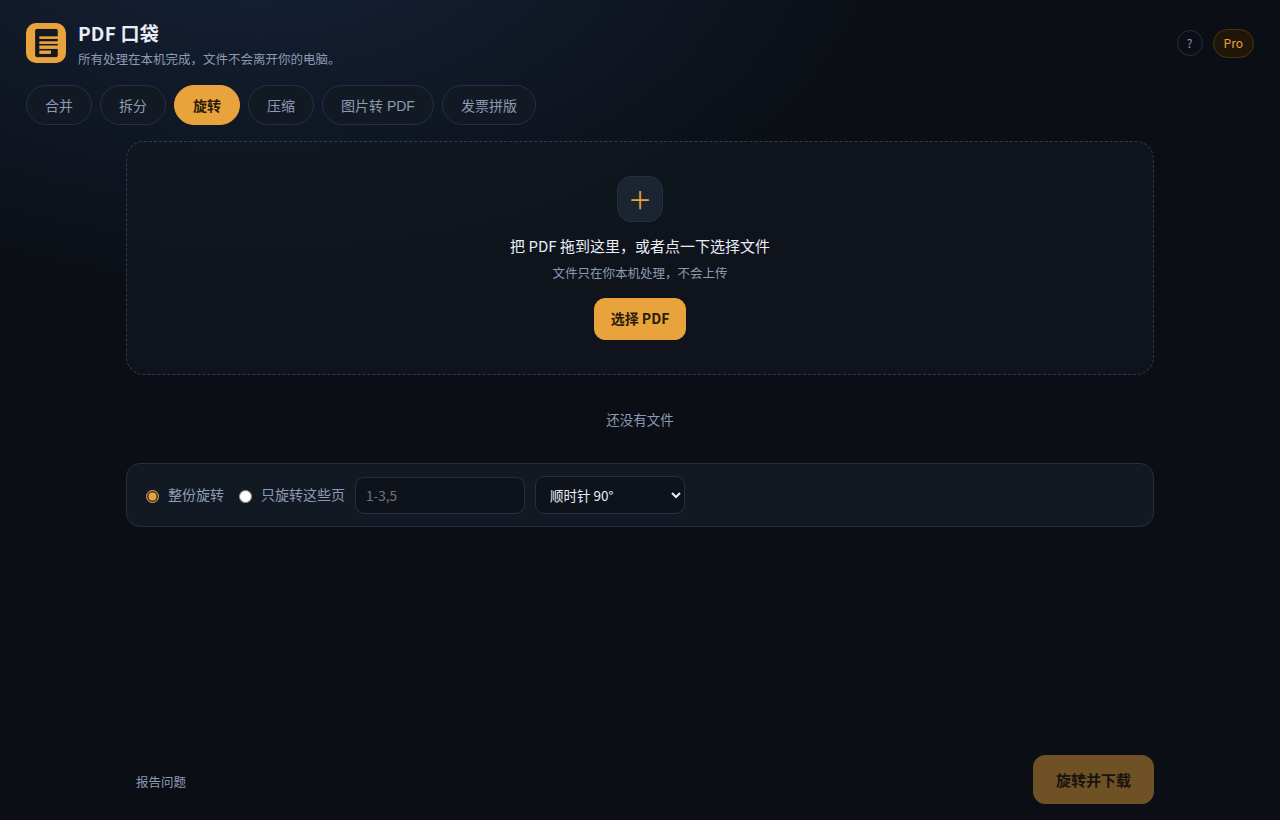 PDF 口袋
所有处理在本机完成，文件不会离开你的电脑。
?
Pro
合并
拆分
旋转
压缩
图片转 PDF
发票拼版
把 PDF 拖到这里，或者点一下选择文件
文件只在你本机处理，不会上传
选择 PDF
还没有文件
整份旋转
只旋转这些页
1-3,5
顺时针 90°
报告问题
旋转并下载